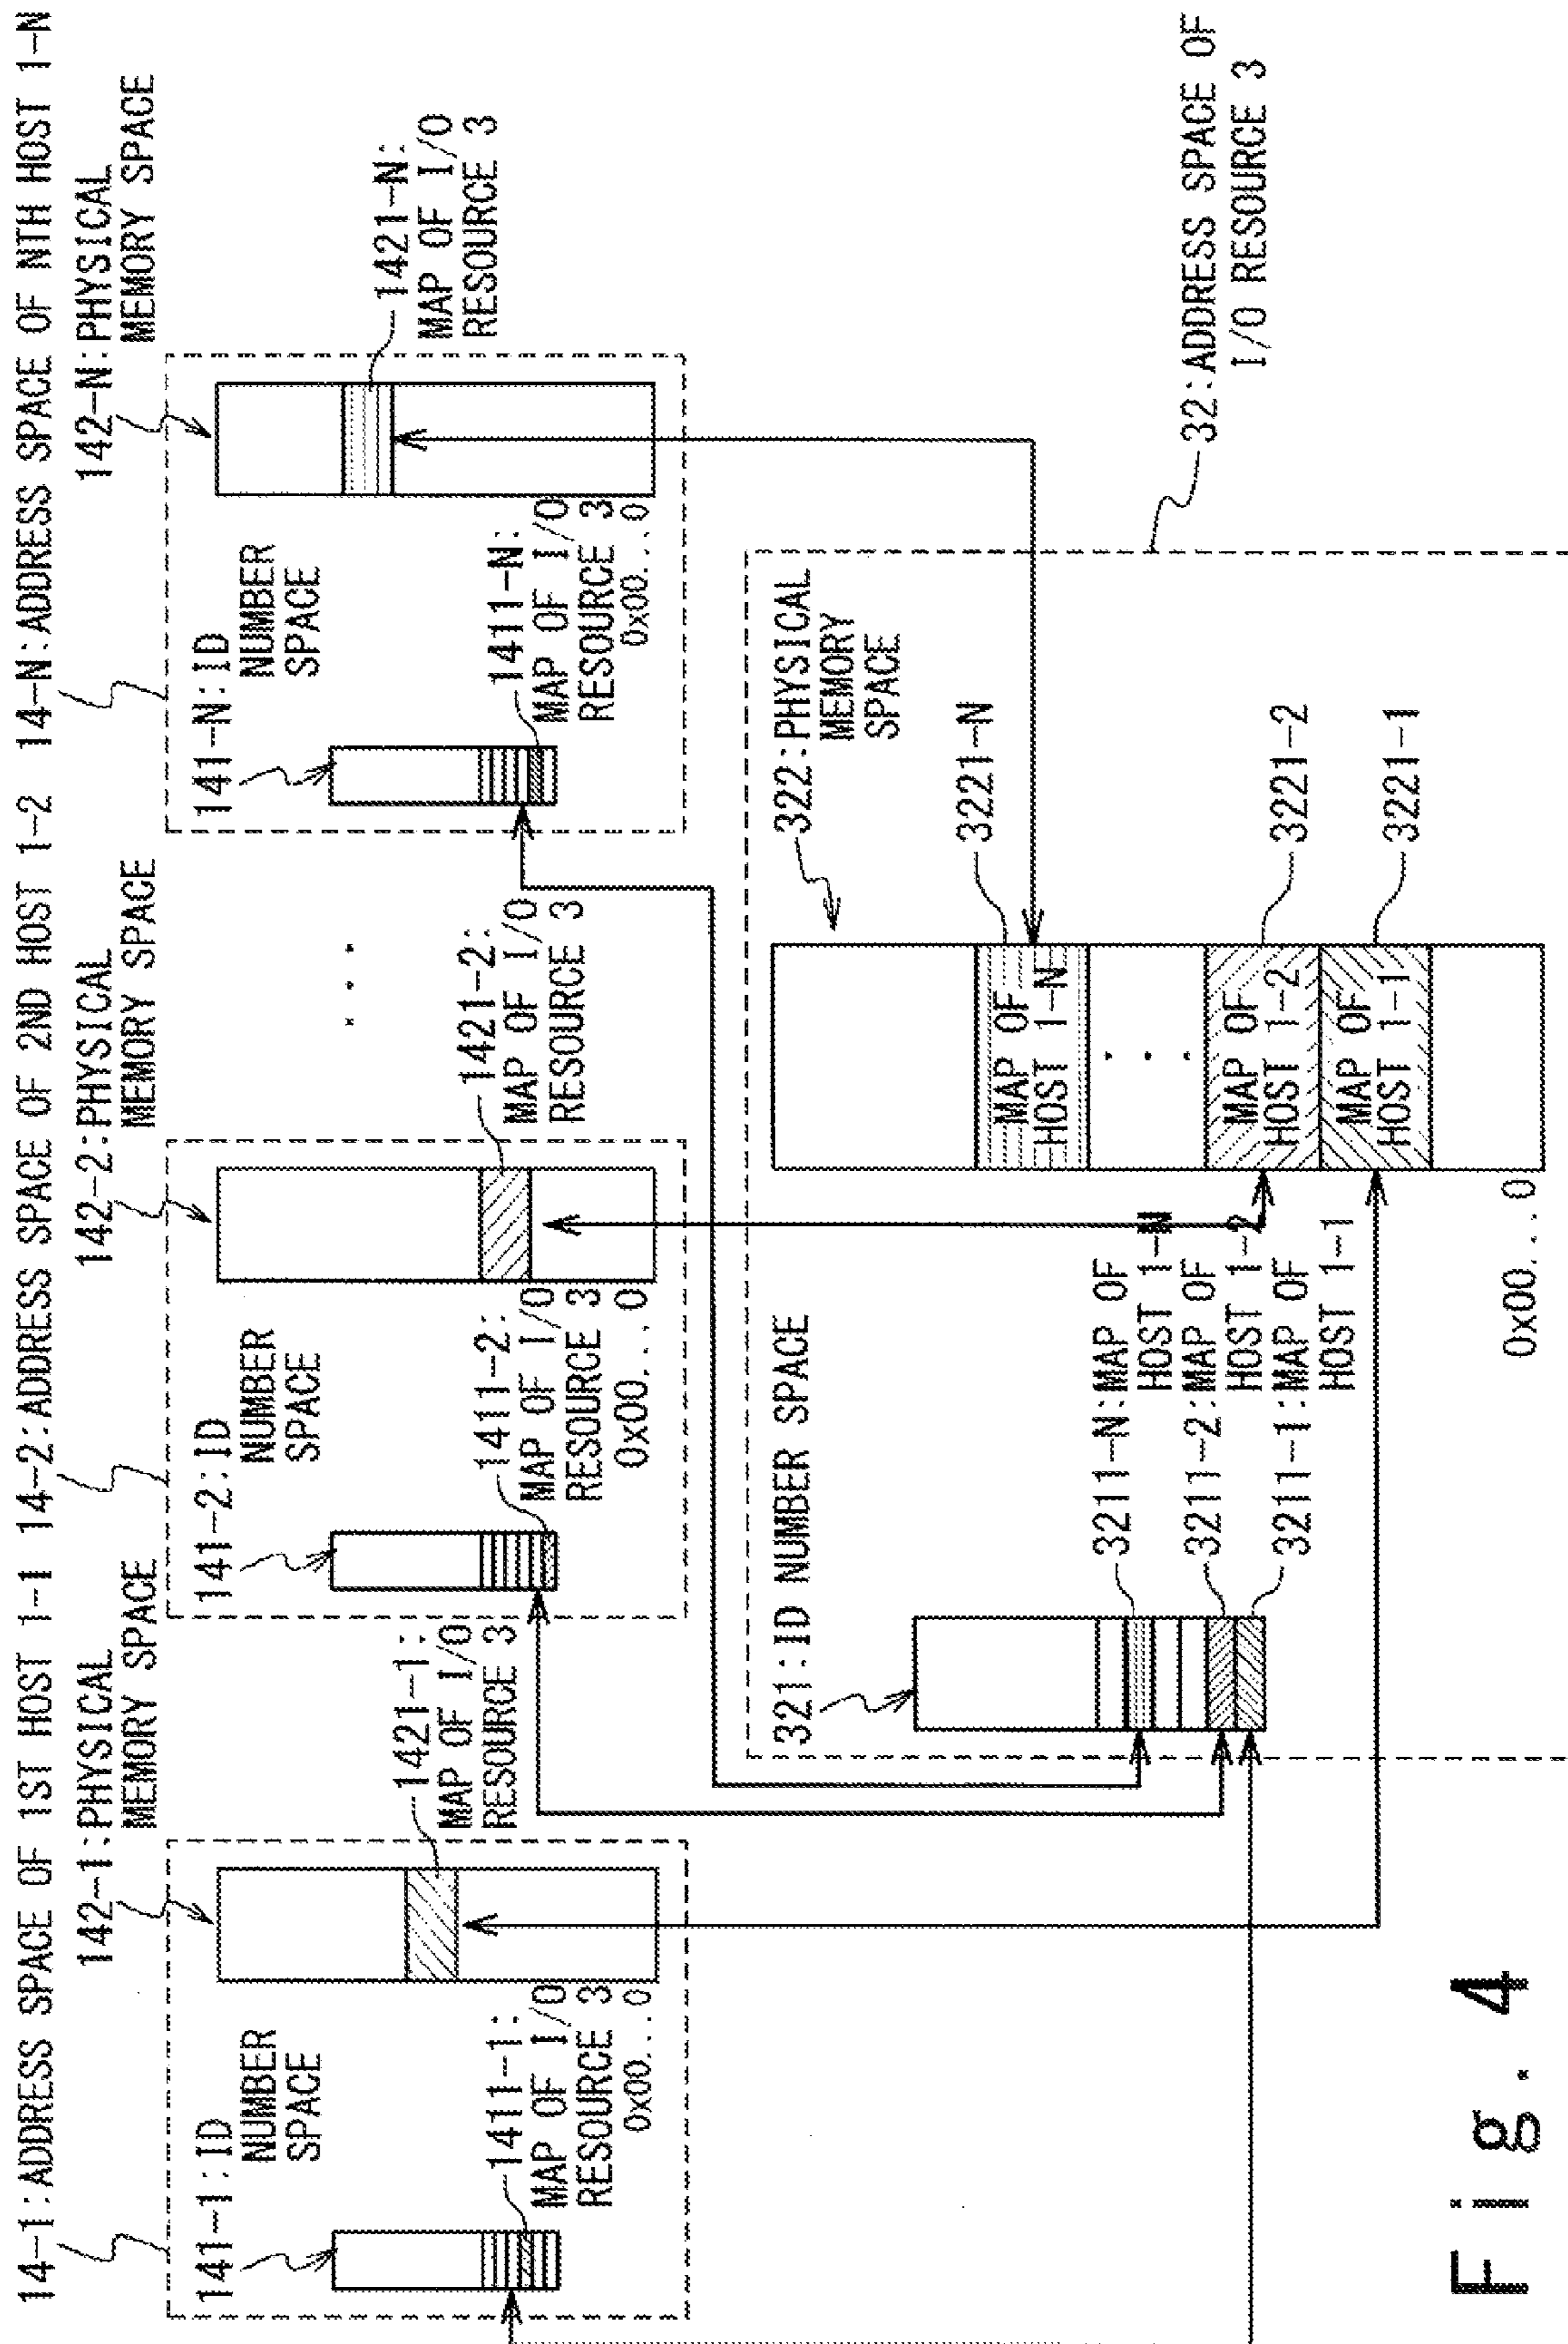 14-1:ADDRESS SPACE OF 1ST HOST 1-1
14-2:ADDRESS SPACE OF 2ND HOST 1-2
14-N:ADDRESS SPACE OF NTH HOST 1-N
142-1:PHYSICAL
MEMORY SPACE
142-2:PHYSICAL
MEMORY SPACE
142-N:PHYSICAL
MEMORY SPACE
141-1:ID
NUMBER
SPACE
1421-1:
MAP OF I/O
RESOURCE 3
1411-1:
MAP OF I/O
RESOURCE 3
0x00...0
141-2:ID
NUMBER
SPACE
1421-2:
MAP OF I/O
RESOURCE 3
1411-2:
MAP OF I/O
RESOURCE 3
0x00...0
...
141-N:ID
NUMBER
SPACE
1421-N:
MAP OF I/O
RESOURCE 3
1411-N:
MAP OF I/O
RESOURCE 3
0x00...0
321:ID NUMBER SPACE
322:PHYSICAL
MEMORY
SPACE
3211-N:MAP OF
HOST 1-N
3211-2:MAP OF
HOST 1-2
3211-1:MAP OF
HOST 1-1
MAP OF
HOST 1-N
3221-N
...
MAP OF
HOST 1-2
3221-2
MAP OF
HOST 1-1
3221-1
0x00...0
32:ADDRESS SPACE OF
I/O RESOURCE 3
Fig. 4